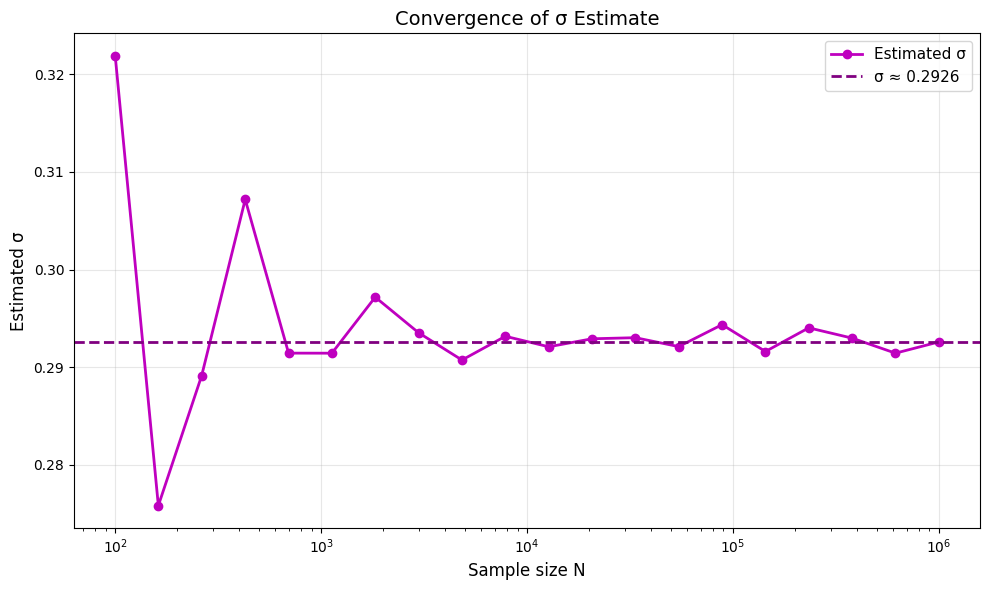 Convergence of σ Estimate
Estimated σ
σ ≈ 0.2926
0.32
0.31
0.30
0.29
0.28
Estimated σ
10²
10³
10⁴
10⁵
10⁶
Sample size N